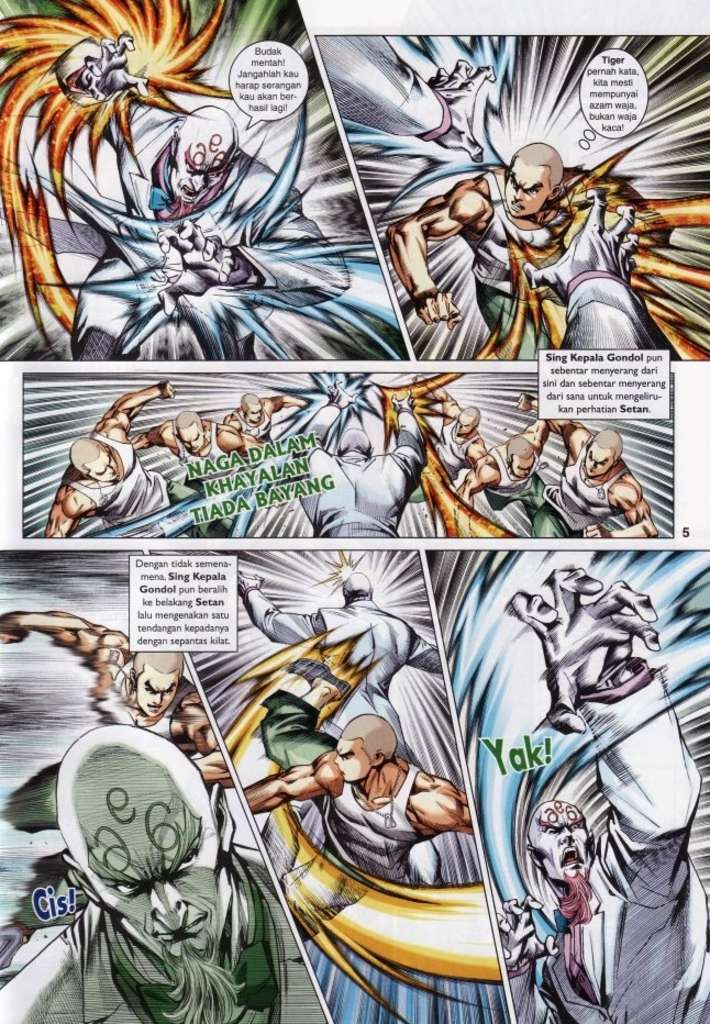 Budak
mentah!
Jangahlah kau
harap serangan
kau akan ber-
hasil lagi!
Tiger
pernah kata,
kita mesti
mempunyai
azam waja,
bukan kaca!
Sing Kepala Gondol pun
sebentar menyerang dari
sini dan sebentar menyerang
dari sana untuk mengeliru-
kan perhatian Setan.
NAGA DALAM
KHAYALAN
TIADA BAYANG
5
Dengan tidak semena-
mena, Sing Kepala
Gondol pun beralih
ke belakang Setan
lalu mengenakan satu
tendangan kepadanya
dengan sepantas kilat.
Cis!
Yak!